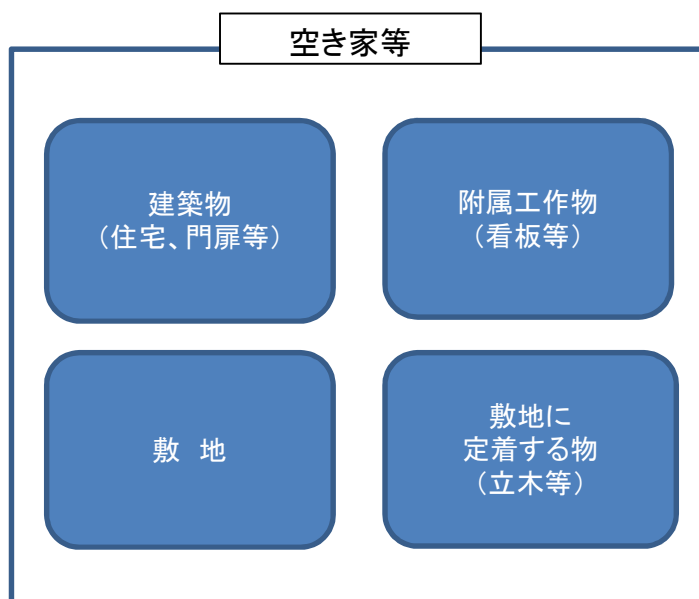 空き家等
建築物
（住宅、門扉等）
附属工作物
（看板等）
敷　地
敷地に
定着する物
（立木等）